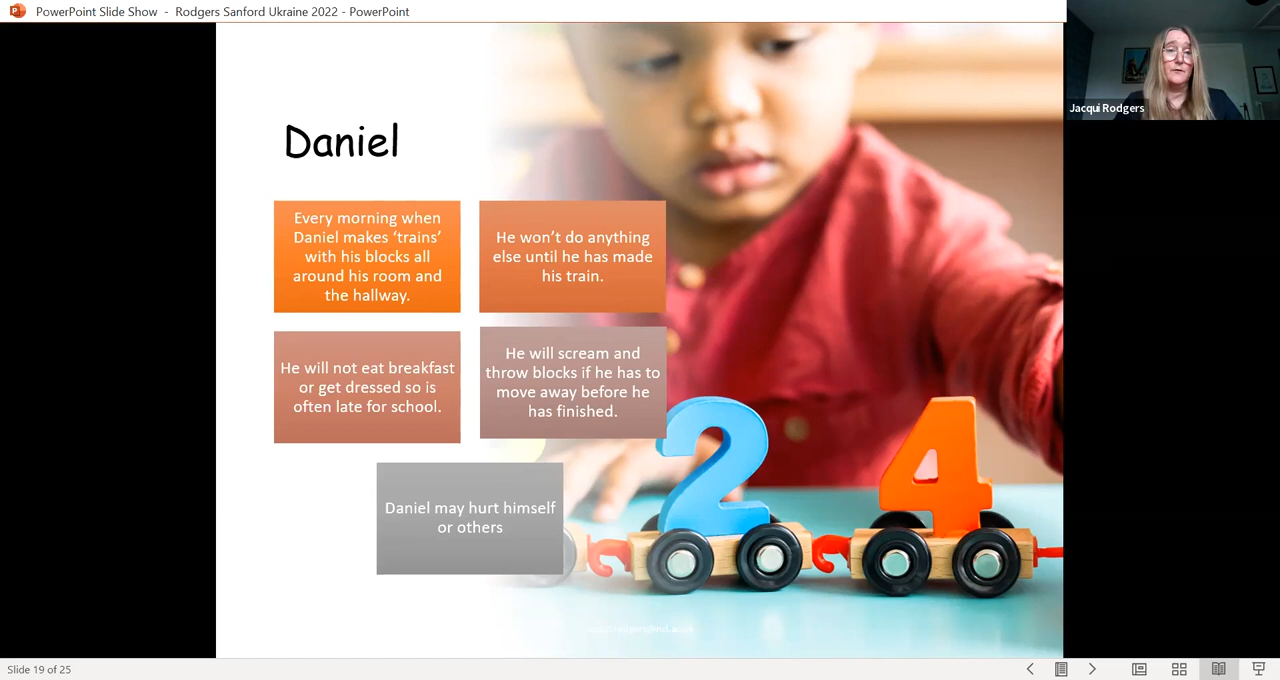 PowerPoint Slide Show - Rodgers Sanford Ukraine 2022 - PowerPoint
Jacqui Rodgers
Daniel
Every morning when
Daniel makes ‘trains’
with his blocks all
around his room and
the hallway.
He won’t do anything
else until he has made
his train.
He will not eat breakfast
or get dressed so is
often late for school.
He will scream and
throw blocks if he has to
move away before he
has finished.
Daniel may hurt himself
or others
2 4
Slide 19 of 25